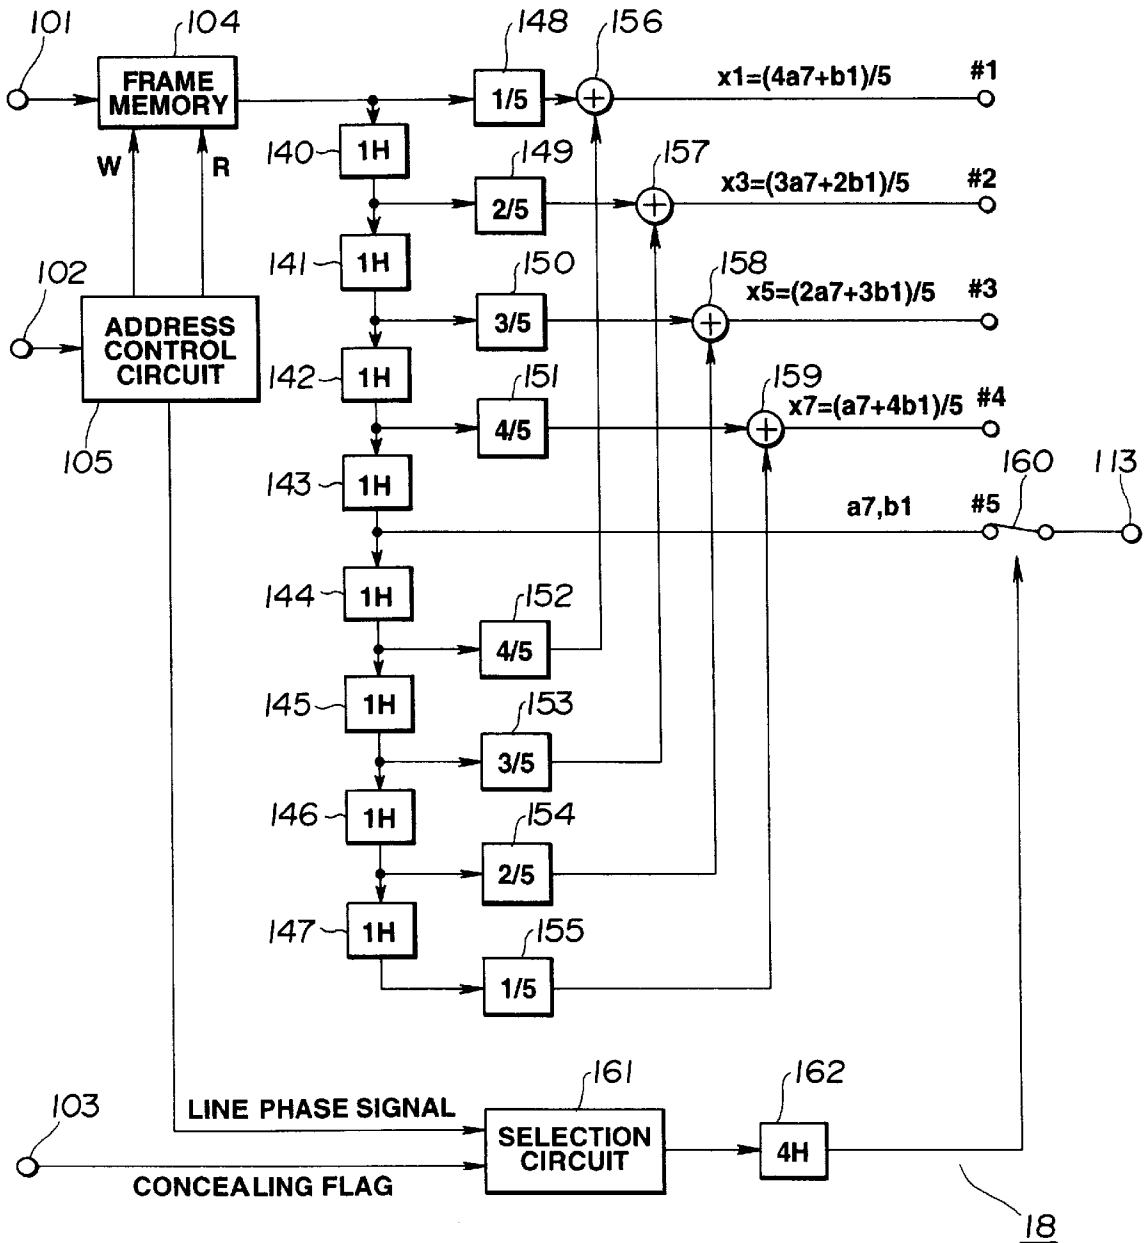 101
104
148
156
FRAME
MEMORY
1/5
+
x1=(4a7+b1)/5
#1
W
R
140
1H
149
157
2/5
+
x3=(3a7+2b1)/5
#2
102
141
1H
150
158
3/5
+
x5=(2a7+3b1)/5
#3
ADDRESS
CONTROL
CIRCUIT
105
142
1H
151
159
4/5
+
x7=(a7+4b1)/5
#4
143
1H
a7,b1
#5
160
113
144
1H
152
4/5
145
1H
153
3/5
146
1H
154
2/5
147
1H
155
1/5
103
LINE PHASE SIGNAL
CONCEALING FLAG
161
SELECTION
CIRCUIT
162
4H
18